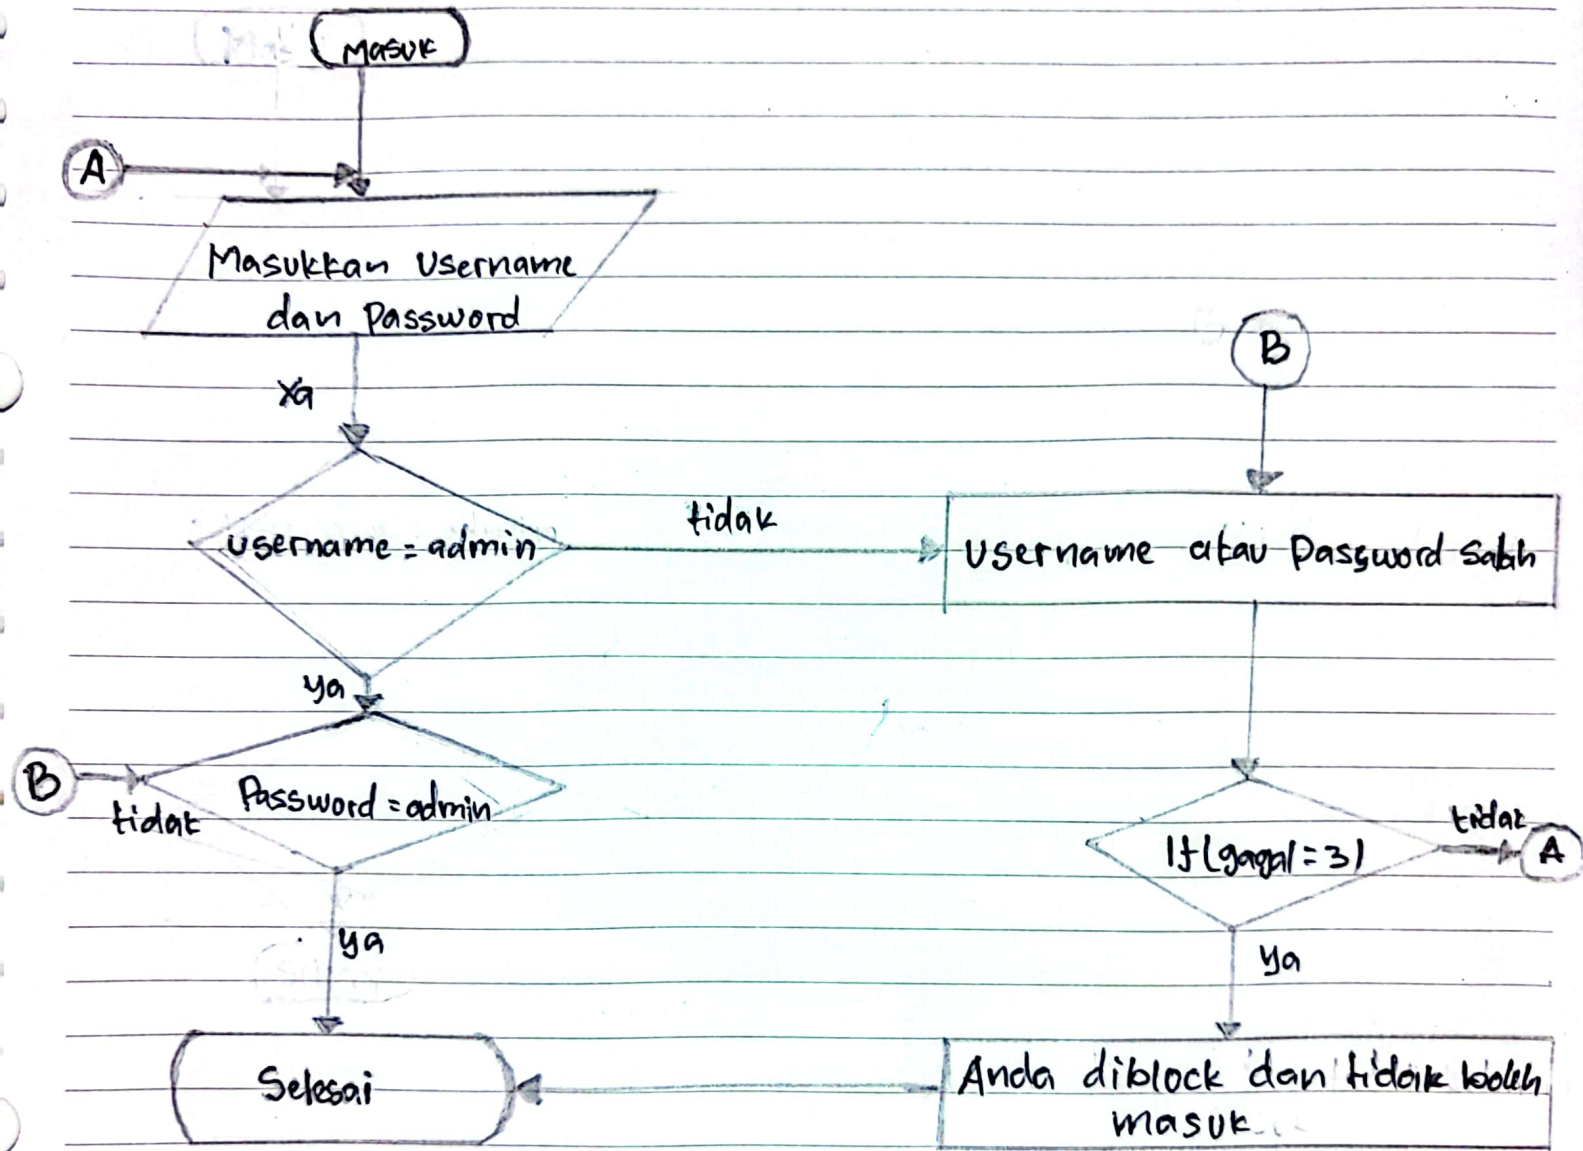 Masuk
A
Masukkan Username
dan Password
Ya
B
username = admin
tidak
Username atau Password Salah
ya
B
tidak
Password = admin
If (gagal = 3)
tidak
A
ya
ya
Selesai
Anda diblock dan tidak boleh
masuk